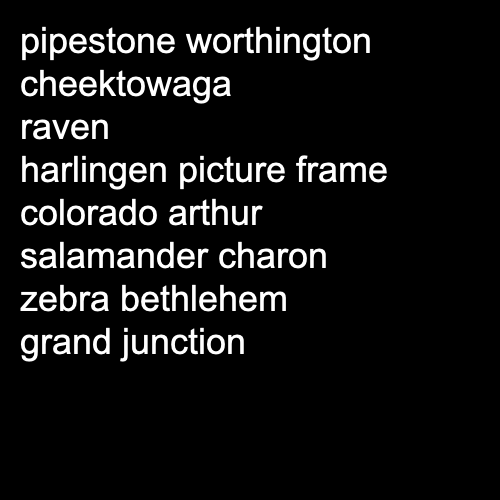 pipestone worthington
cheektowaga
raven
harlingen picture frame
colorado arthur
salamander charon
zebra bethlehem
grand junction